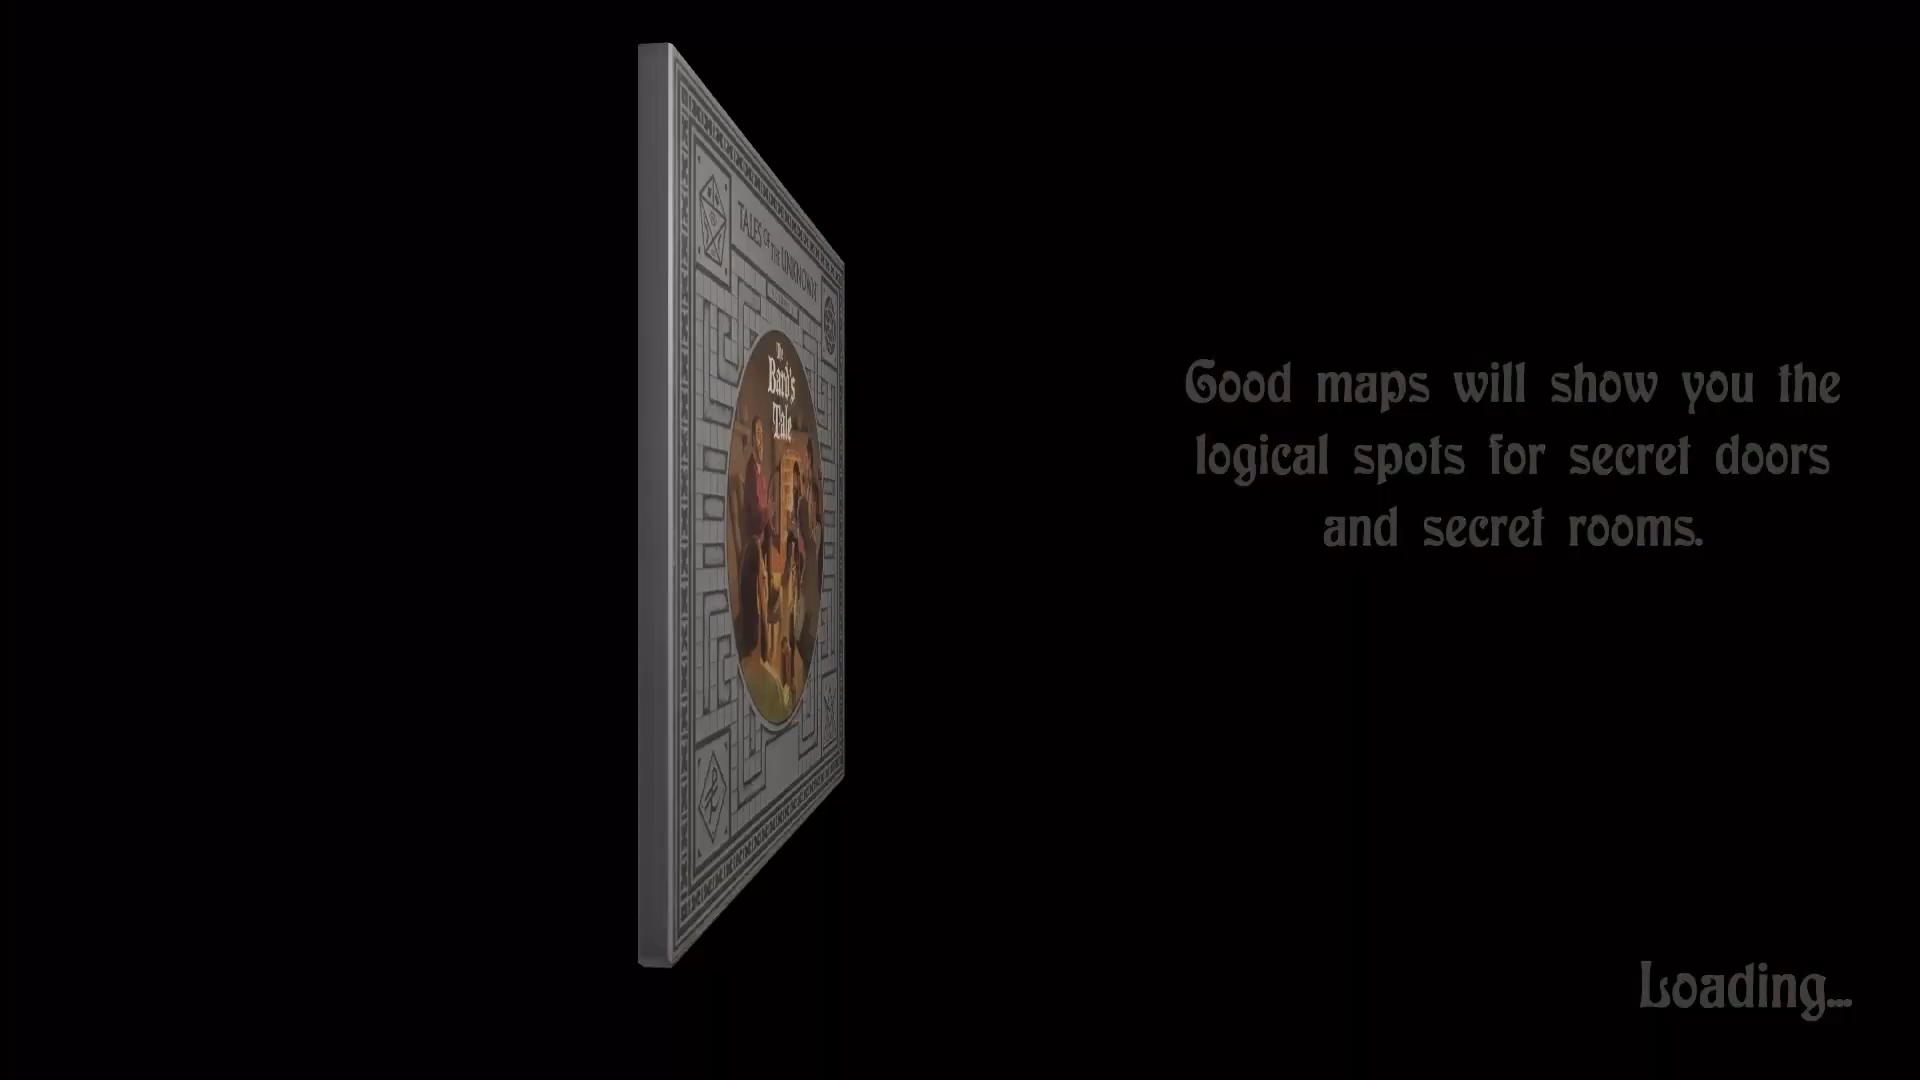 TALES OF THE UNKNOWN
The
Bard's
Tale
Good maps will show you the
logical spots for secret doors
and secret rooms.
Loading...